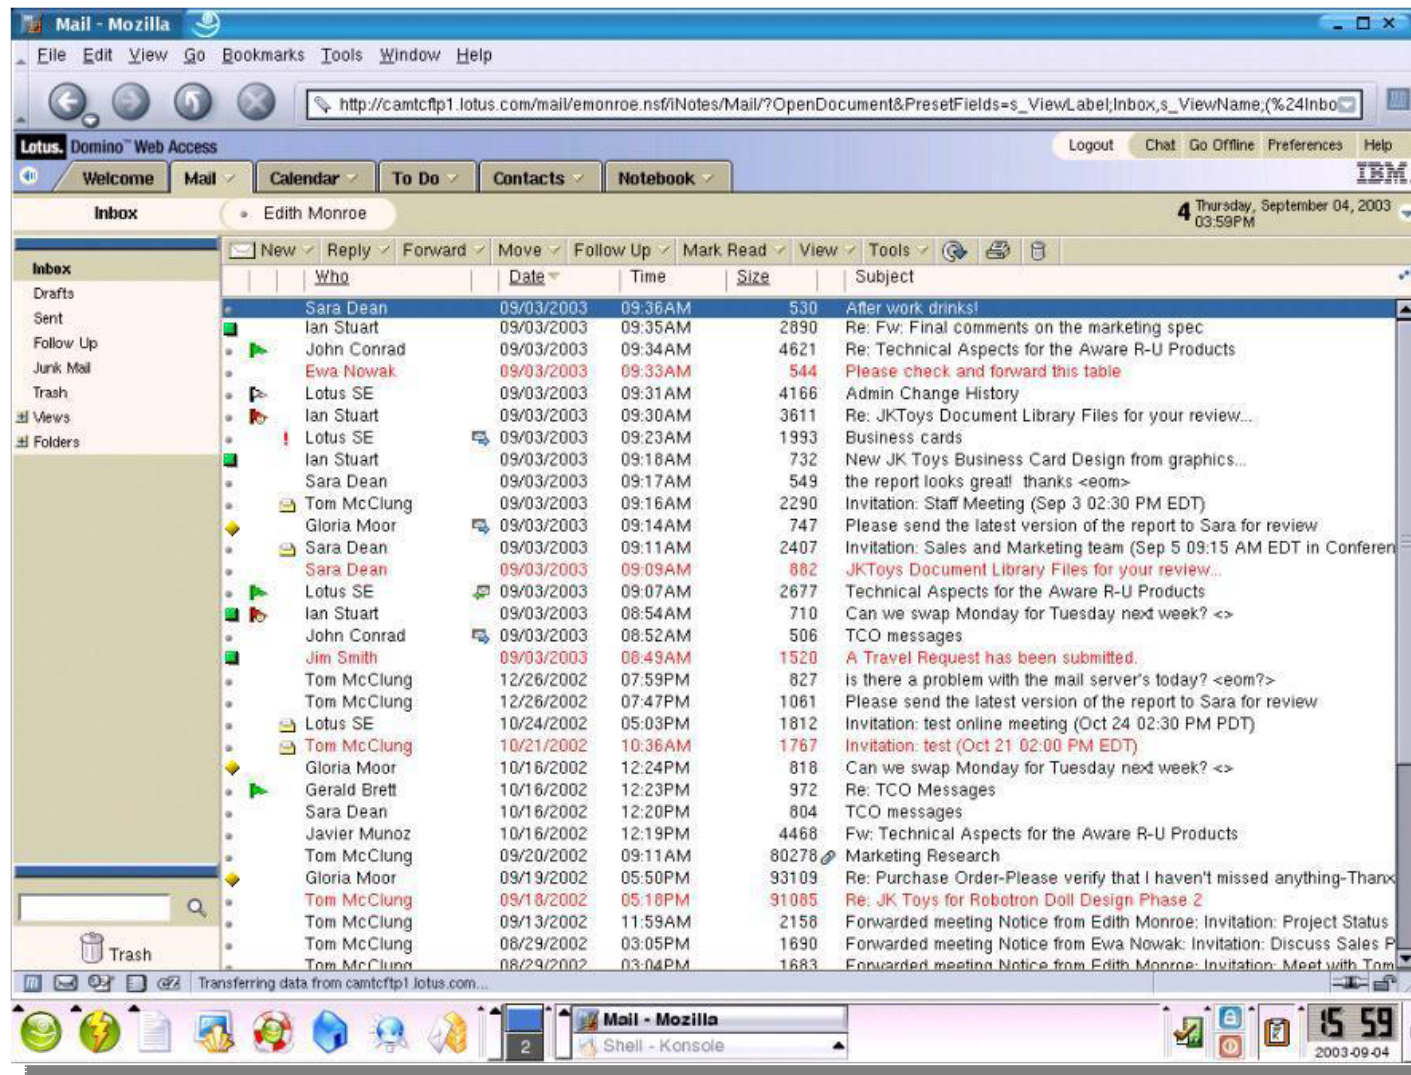 Mail - Mozilla
File Edit View Go Bookmarks Tools Window Help
http://camtcftp1.lotus.com/mail/emonroe.nsf/iNotes/Mail/?OpenDocument&PresetFields=s_ViewLabel;Inbox,s_ViewName;(%24Inbo
Lotus. Domino™ Web Access Logout Chat Go Offline Preferences Help
Welcome Mail Calendar To Do Contacts Notebook IBM.
Inbox Edith Monroe 4 Thursday, September 04, 2003
03:59PM
New Reply Forward Move Follow Up Mark Read View Tools
Inbox
Drafts
Sent
Follow Up
Junk Mail
Trash
Views
Folders
Who Date Time Size Subject
Sara Dean 09/03/2003 09:36AM 530 After work drinks!
Ian Stuart 09/03/2003 09:35AM 2890 Re: Fw: Final comments on the marketing spec
John Conrad 09/03/2003 09:34AM 4621 Re: Technical Aspects for the Aware R-U Products
Ewa Nowak 09/03/2003 09:33AM 544 Please check and forward this table
Lotus SE 09/03/2003 09:31AM 4166 Admin Change History
Ian Stuart 09/03/2003 09:30AM 3611 Re: JKToys Document Library Files for your review...
! Lotus SE 09/03/2003 09:23AM 1993 Business cards
Ian Stuart 09/03/2003 09:18AM 732 New JK Toys Business Card Design from graphics...
Sara Dean 09/03/2003 09:17AM 549 the report looks great! thanks <eom>
Tom McClung 09/03/2003 09:16AM 2290 Invitation: Staff Meeting (Sep 3 02:30 PM EDT)
Gloria Moor 09/03/2003 09:14AM 747 Please send the latest version of the report to Sara for review
Sara Dean 09/03/2003 09:11AM 2407 Invitation: Sales and Marketing team (Sep 5 09:15 AM EDT in Conferen
Sara Dean 09/03/2003 09:09AM 882 JKToys Document Library Files for your review...
Lotus SE 09/03/2003 09:07AM 2677 Technical Aspects for the Aware R-U Products
Ian Stuart 09/03/2003 08:54AM 710 Can we swap Monday for Tuesday next week? <>
John Conrad 09/03/2003 08:52AM 506 TCO messages
Jim Smith 09/03/2003 08:49AM 1520 A Travel Request has been submitted.
Tom McClung 12/26/2002 07:59PM 827 is there a problem with the mail server's today? <eom?>
Tom McClung 12/26/2002 07:47PM 1061 Please send the latest version of the report to Sara for review
Lotus SE 10/24/2002 05:03PM 1812 Invitation: test online meeting (Oct 24 02:30 PM PDT)
Tom McClung 10/21/2002 10:36AM 1767 Invitation: test (Oct 21 02:00 PM EDT)
Gloria Moor 10/16/2002 12:24PM 818 Can we swap Monday for Tuesday next week? <>
Gerald Brett 10/16/2002 12:23PM 972 Re: TCO Messages
Sara Dean 10/16/2002 12:20PM 804 TCO messages
Javier Munoz 10/16/2002 12:19PM 4468 Fw: Technical Aspects for the Aware R-U Products
Tom McClung 09/20/2002 09:11AM 80278 Marketing Research
Gloria Moor 09/19/2002 05:50PM 93109 Re: Purchase Order-Please verify that I haven't missed anything-Thanx
Tom McClung 09/18/2002 05:18PM 91085 Re: JK Toys for Robotron Doll Design Phase 2
Tom McClung 09/13/2002 11:59AM 2158 Forwarded meeting Notice from Edith Monroe: Invitation: Project Status
Tom McClung 08/29/2002 03:05PM 1690 Forwarded meeting Notice from Ewa Nowak: Invitation: Discuss Sales P
Tom McClung 08/29/2002 03:04PM 1683 Forwarded meeting Notice from Edith Monroe: Invitation: Meet with Tom
Trash
Transferring data from camtcftp1.lotus.com...
2 Mail - Mozilla
Shell - Konsole
15 59
2003-09-04